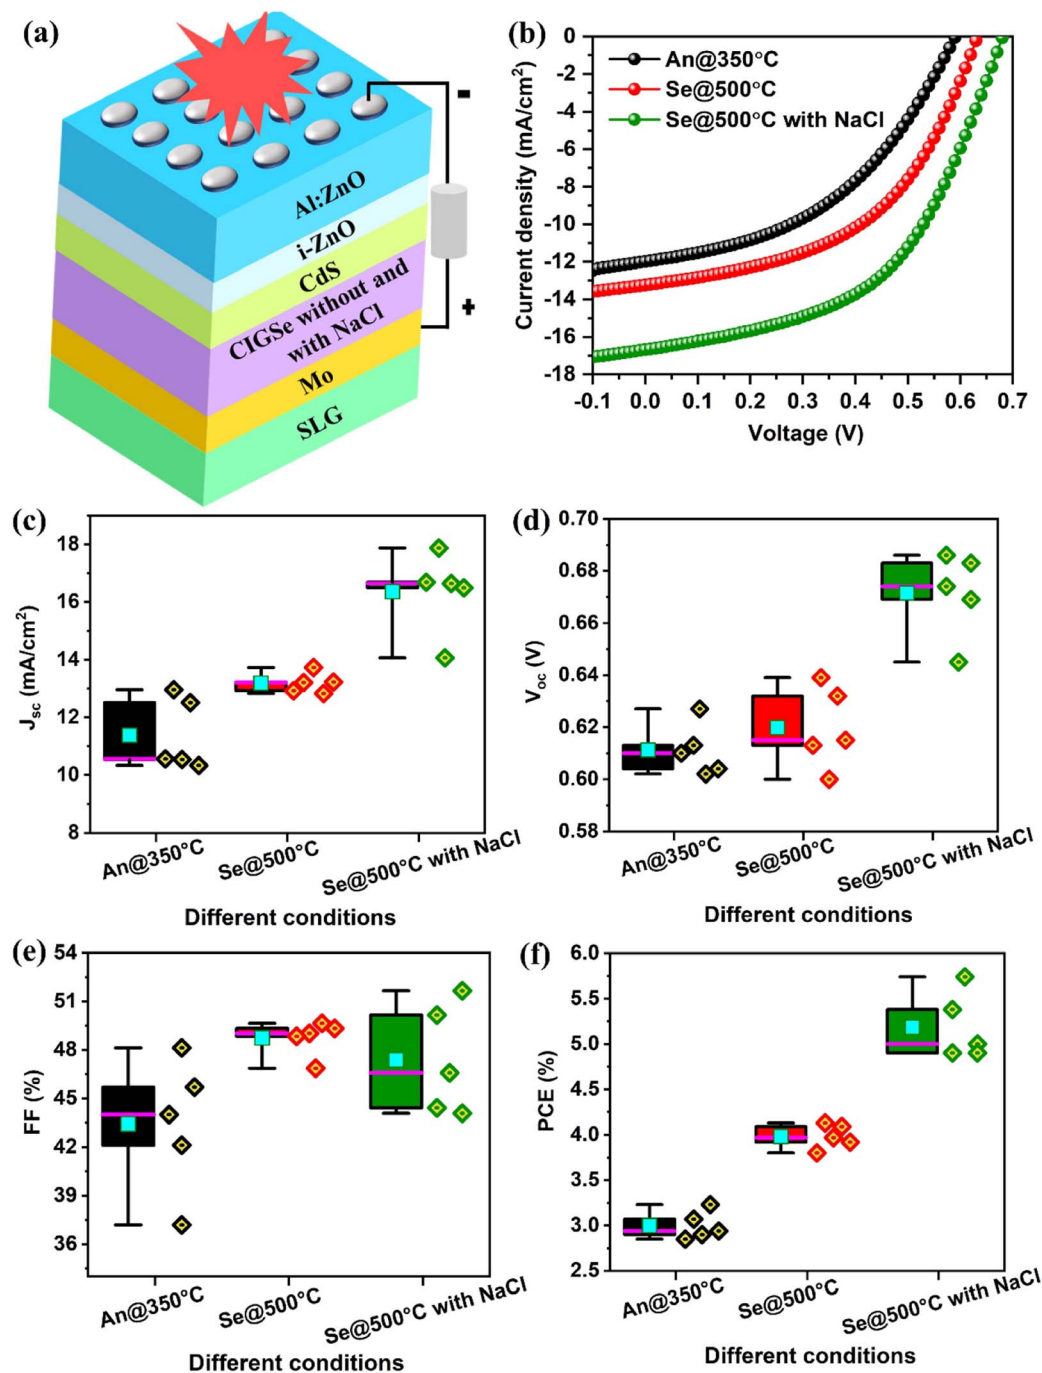 (a)
-
Al:ZnO
i-ZnO
CdS
CIGSe without and
with NaCl
Mo
SLG
+
(b)
An@350°C
Se@500°C
Se@500°C with NaCl
Current density (mA/cm²)
0
-2
-4
-6
-8
-10
-12
-14
-16
-18
-0.1 0.0 0.1 0.2 0.3 0.4 0.5 0.6 0.7
Voltage (V)
(c)
Jsc (mA/cm²)
18
16
14
12
10
8
An@350°C Se@500°C Se@500°C with NaCl
Different conditions
(d)
Voc (V)
0.70
0.68
0.66
0.64
0.62
0.60
0.58
An@350°C Se@500°C Se@500°C with NaCl
Different conditions
(e)
FF (%)
54
51
48
45
42
39
36
An@350°C Se@500°C Se@500°C with NaCl
Different conditions
(f)
PCE (%)
6.0
5.5
5.0
4.5
4.0
3.5
3.0
2.5
An@350°C Se@500°C Se@500°C with NaCl
Different conditions